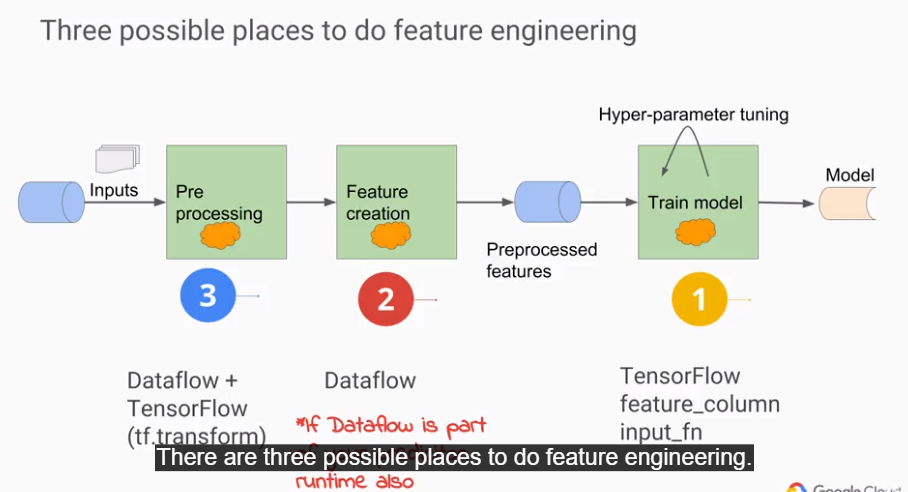 Three possible places to do feature engineering
Hyper-parameter tuning
Inputs
Pre
processing
Feature
creation
Train model
Model
Preprocessed
features
3
2
1
Dataflow +
TensorFlow
(tf.transform)
Dataflow
*If Dataflow is part
runtime also
TensorFlow
feature_column
input_fn
There are three possible places to do feature engineering.
Google Cloud